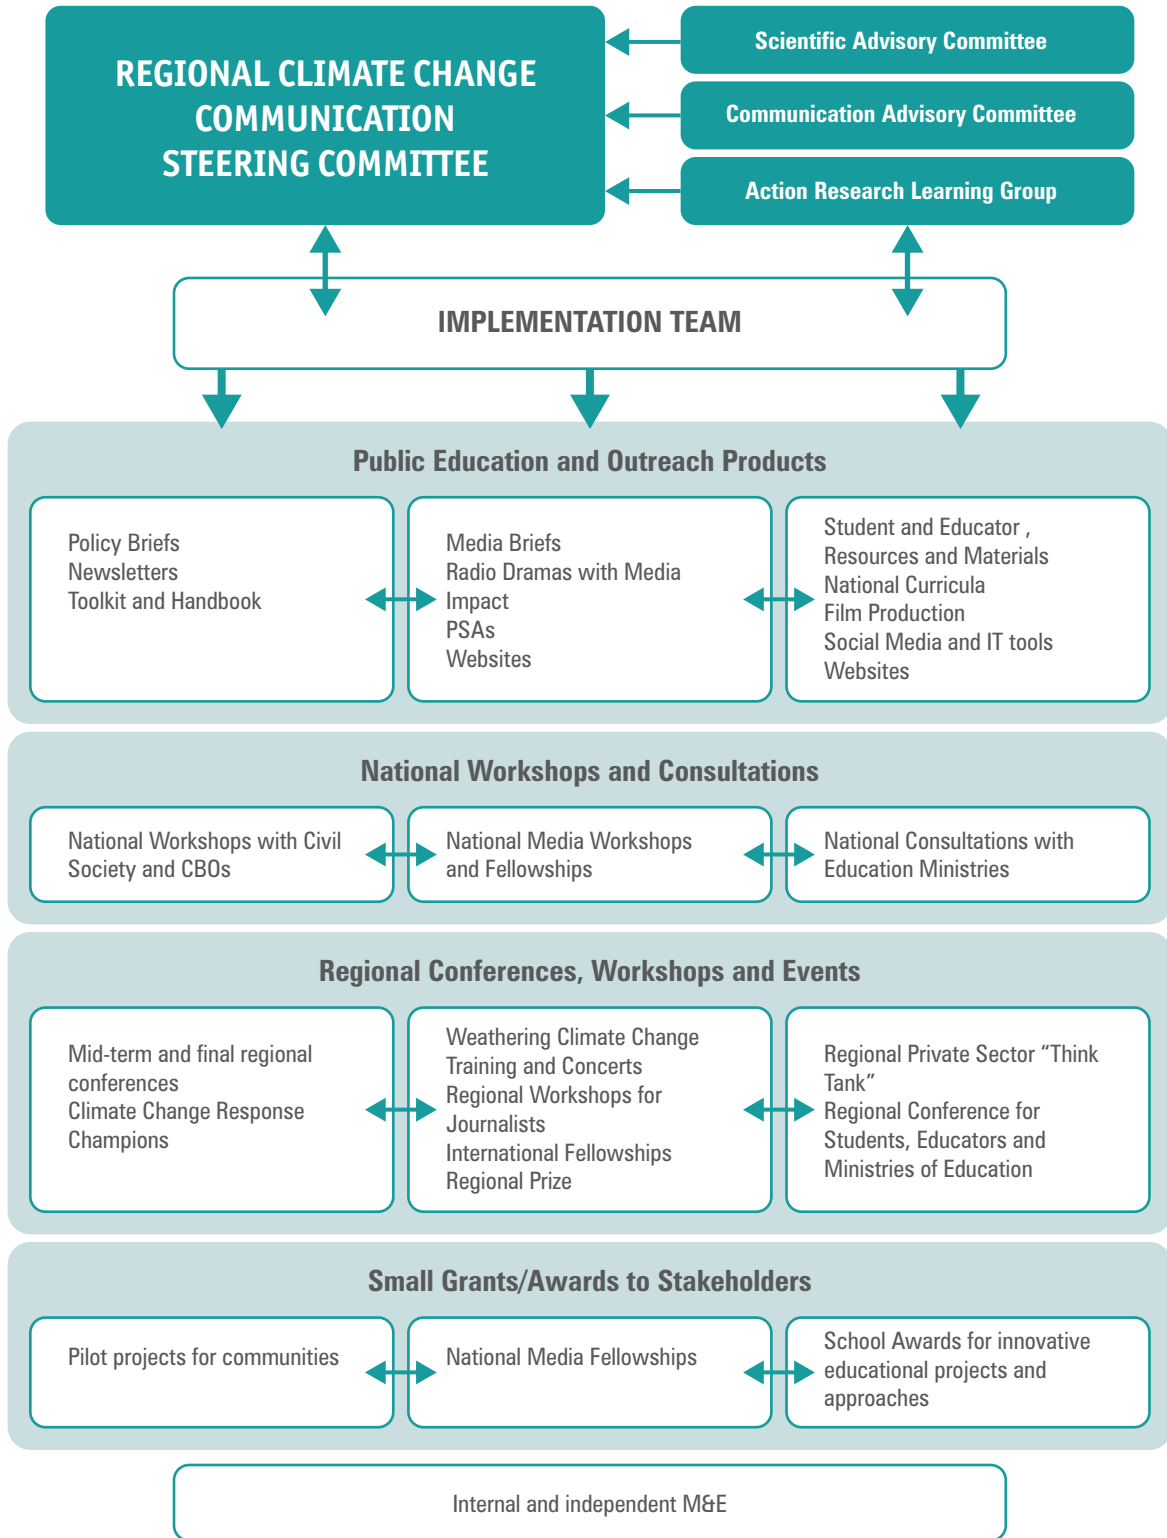 REGIONAL CLIMATE CHANGE
COMMUNICATION
STEERING COMMITTEE
Scientific Advisory Committee
Communication Advisory Committee
Action Research Learning Group
IMPLEMENTATION TEAM
Public Education and Outreach Products
Policy Briefs
Newsletters
Toolkit and Handbook
Media Briefs
Radio Dramas with Media
Impact
PSAs
Websites
Student and Educator ,
Resources and Materials
National Curricula
Film Production
Social Media and IT tools
Websites
National Workshops and Consultations
National Workshops with Civil
Society and CBOs
National Media Workshops
and Fellowships
National Consultations with
Education Ministries
Regional Conferences, Workshops and Events
Mid-term and final regional
conferences
Climate Change Response
Champions
Weathering Climate Change
Training and Concerts
Regional Workshops for
Journalists
International Fellowships
Regional Prize
Regional Private Sector “Think
Tank”
Regional Conference for
Students, Educators and
Ministries of Education
Small Grants/Awards to Stakeholders
Pilot projects for communities
National Media Fellowships
School Awards for innovative
educational projects and
approaches
Internal and independent M&E